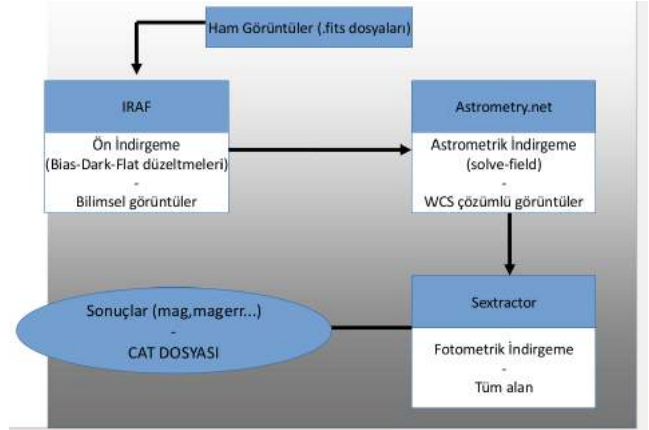 Ham Görüntüler (.fits dosyaları)
IRAF
Ön İndirgeme
(Bias-Dark-Flat düzeltmeleri)
-
Bilimsel görüntüler
Astrometry.net
Astrometrik İndirgeme
(solve-field)
-
WCS çözümlü görüntüler
Sextractor
Fotometrik İndirgeme
-
Tüm alan
Sonuçlar (mag,magerr...)
-
CAT DOSYASI